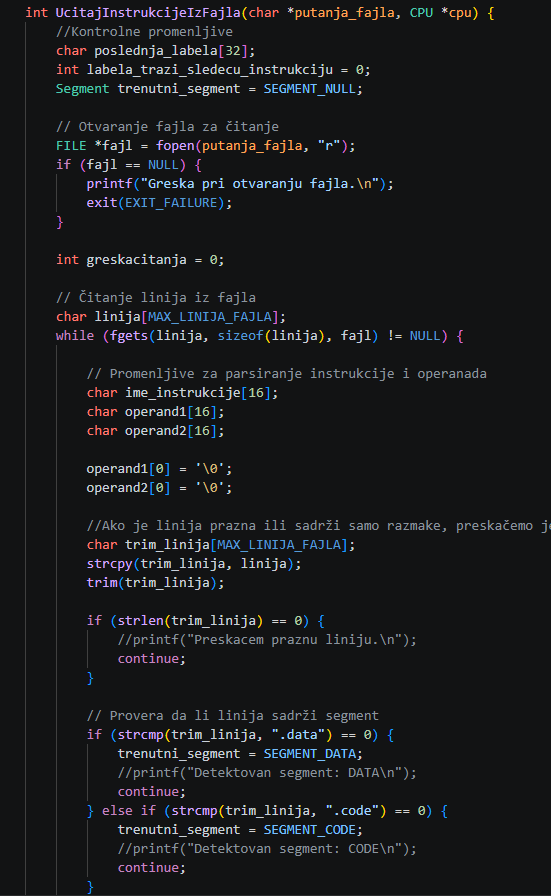 int UcitajInstrukcijeIzFajla(char *putanja_fajla, CPU *cpu) {
//Kontrolne promenljive
char poslednja_labela[32];
int labela_trazi_sledecu_instrukciju = 0;
Segment trenutni_segment = SEGMENT_NULL;
// Otvaranje fajla za čitanje
FILE *fajl = fopen(putanja_fajla, "r");
if (fajl == NULL) {
printf("Greska pri otvaranju fajla.\n");
exit(EXIT_FAILURE);
}
int greskacitanja = 0;
// Čitanje linija iz fajla
char linija[MAX_LINIJA_FAJLA];
while (fgets(linija, sizeof(linija), fajl) != NULL) {
// Promenljive za parsiranje instrukcije i operanada
char ime_instrukcije[16];
char operand1[16];
char operand2[16];
operand1[0] = '\0';
operand2[0] = '\0';
//Ako je linija prazna ili sadrži samo razmake, preskačemo je
char trim_linija[MAX_LINIJA_FAJLA];
strcpy(trim_linija, linija);
trim(trim_linija);
if (strlen(trim_linija) == 0) {
//printf("Preskacem praznu liniju.\n");
continue;
}
// Provera da li linija sadrži segment
if (strcmp(trim_linija, ".data") == 0) {
trenutni_segment = SEGMENT_DATA;
//printf("Detektovan segment: DATA\n");
continue;
} else if (strcmp(trim_linija, ".code") == 0) {
trenutni_segment = SEGMENT_CODE;
//printf("Detektovan segment: CODE\n");
continue;
}